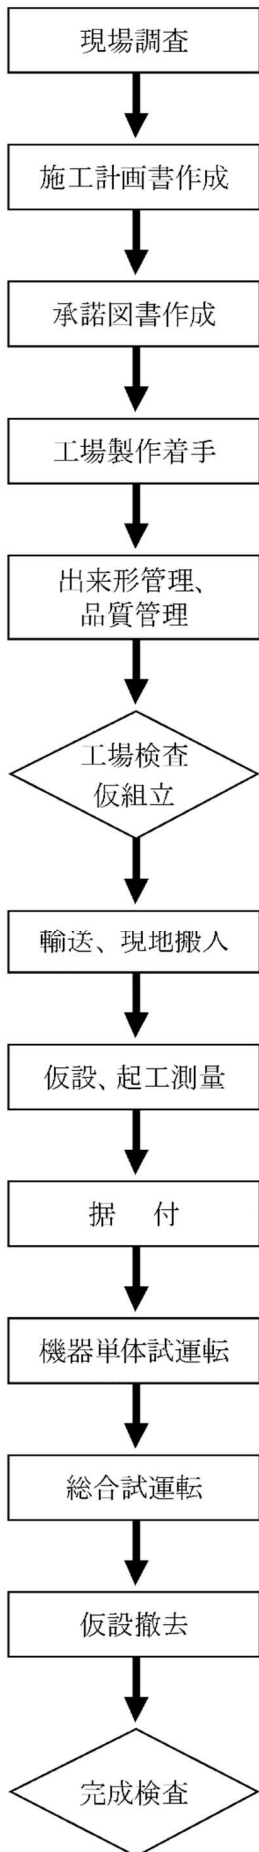 現場調査
施工計画書作成
承諾図書作成
工場製作着手
出来形管理、
品質管理
工場検査
仮組立
輸送、現地搬入
仮設、起工測量
据　付
機器単体試運転
総合試運転
仮設撤去
完成検査